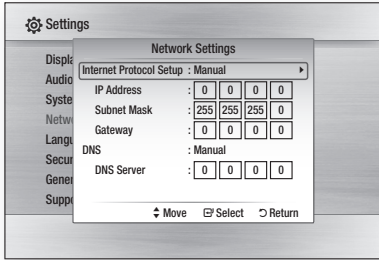 Settings
Network Settings
Internet Protocol Setup : Manual
IP Address : 0 0 0 0
Subnet Mask : 255 255 255 0
Gateway : 0 0 0 0
DNS : Manual
DNS Server : 0 0 0 0
Displa
Audio
Syste
Netw
Langu
Secur
Gener
Suppo
Move Select Return